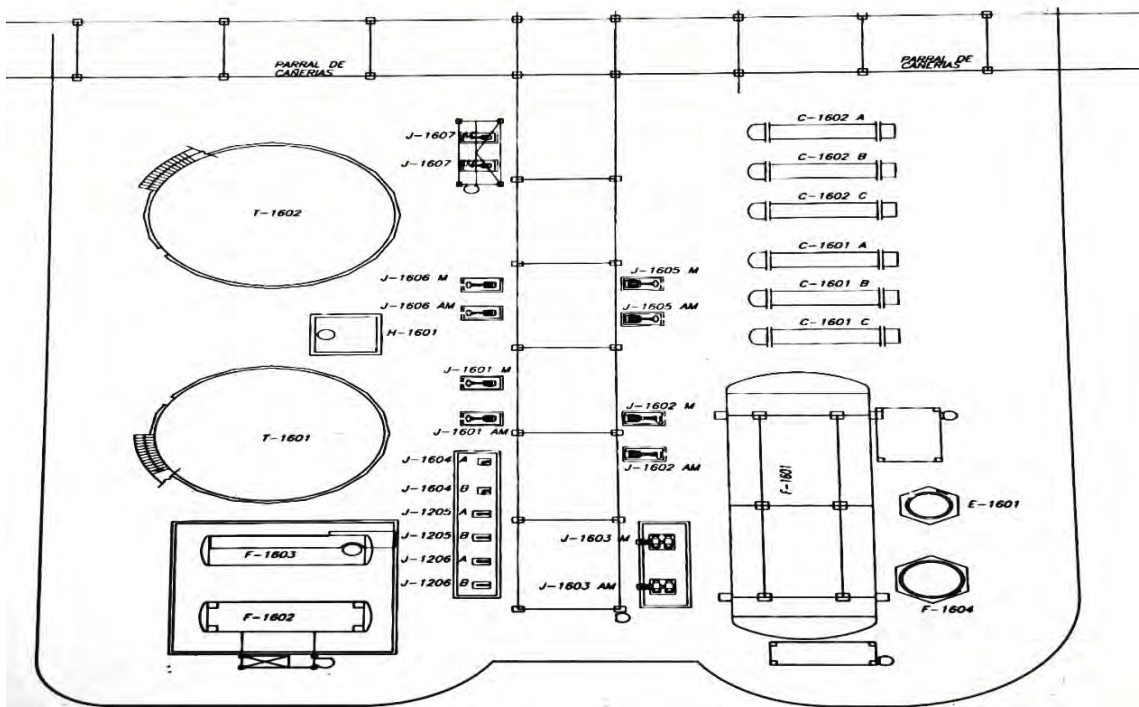 PARRAL DE
CAÑERIAS
PARRAL DE
CAÑERIAS
J-1607
J-1607
T-1602
C-1602 A
C-1602 B
C-1602 C
C-1601 A
C-1601 B
C-1601 C
J-1606 M
J-1606 AM
H-1601
J-1605 M
J-1605 AM
J-1601 M
J-1601 AM
T-1601
J-1602 M
J-1602 AM
J-1604 A
J-1604 B
J-1205 A
J-1205 B
J-1206 A
J-1206 B
F-1603
F-1602
J-1603 M
J-1603 AM
F-1601
E-1601
F-1604